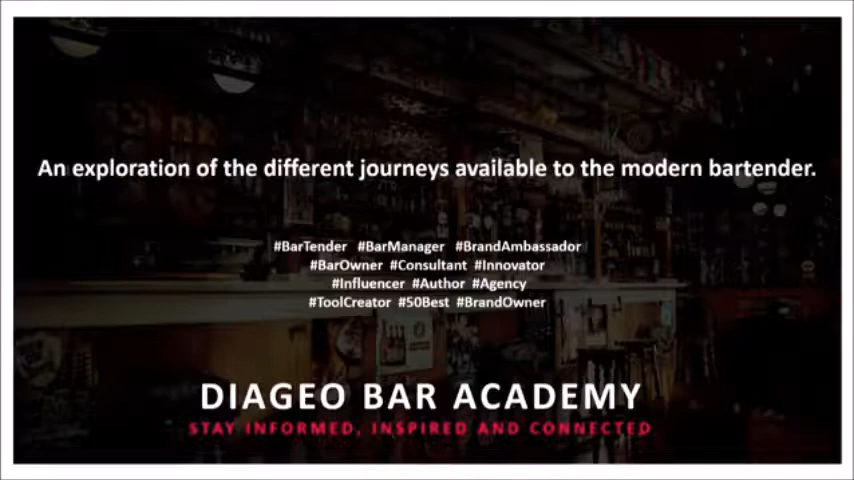 An exploration of the different journeys available to the modern bartender.
#BarTender #BarManager #BrandAmbassador
#BarOwner #Consultant #Innovator
#Influencer #Author #Agency
#ToolCreator #50Best #BrandOwner
DIAGEO BAR ACADEMY
STAY INFORMED, INSPIRED AND CONNECTED